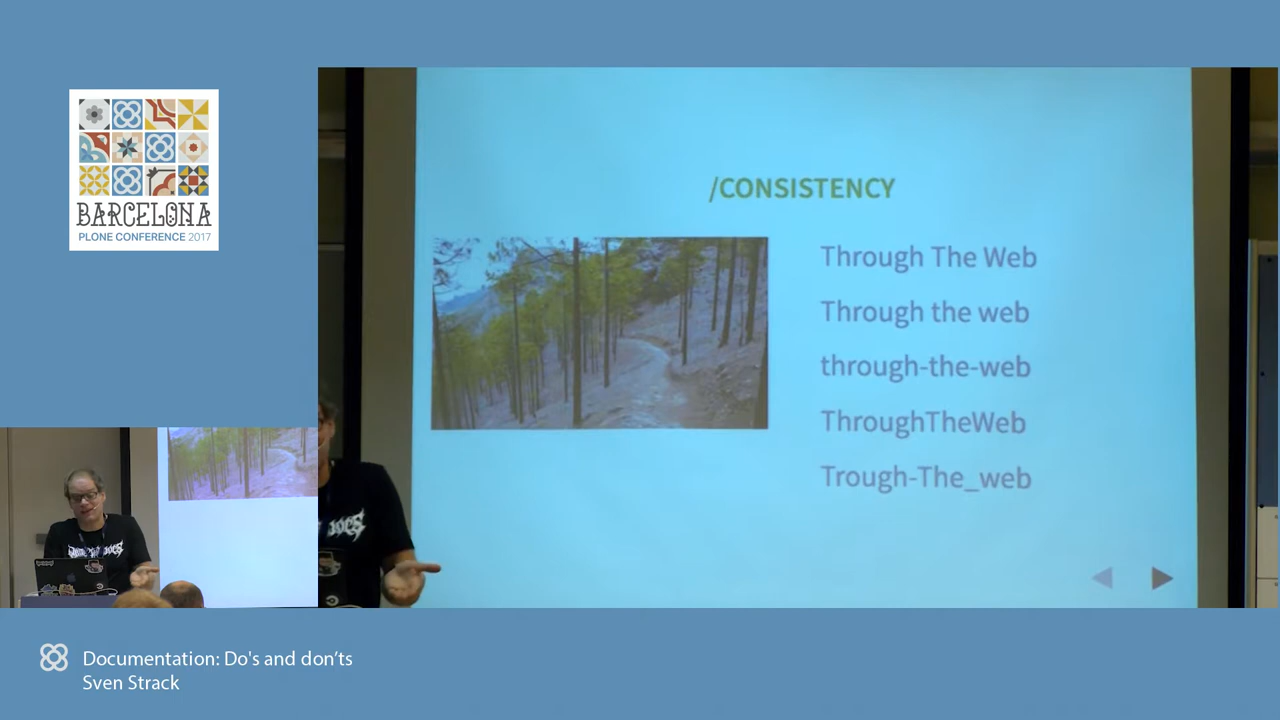 BARCELONA
PLONE CONFERENCE 2017
/CONSISTENCY
Through The Web
Through the web
through-the-web
ThroughTheWeb
Trough-The_web
Documentation: Do's and don'ts
Sven Strack